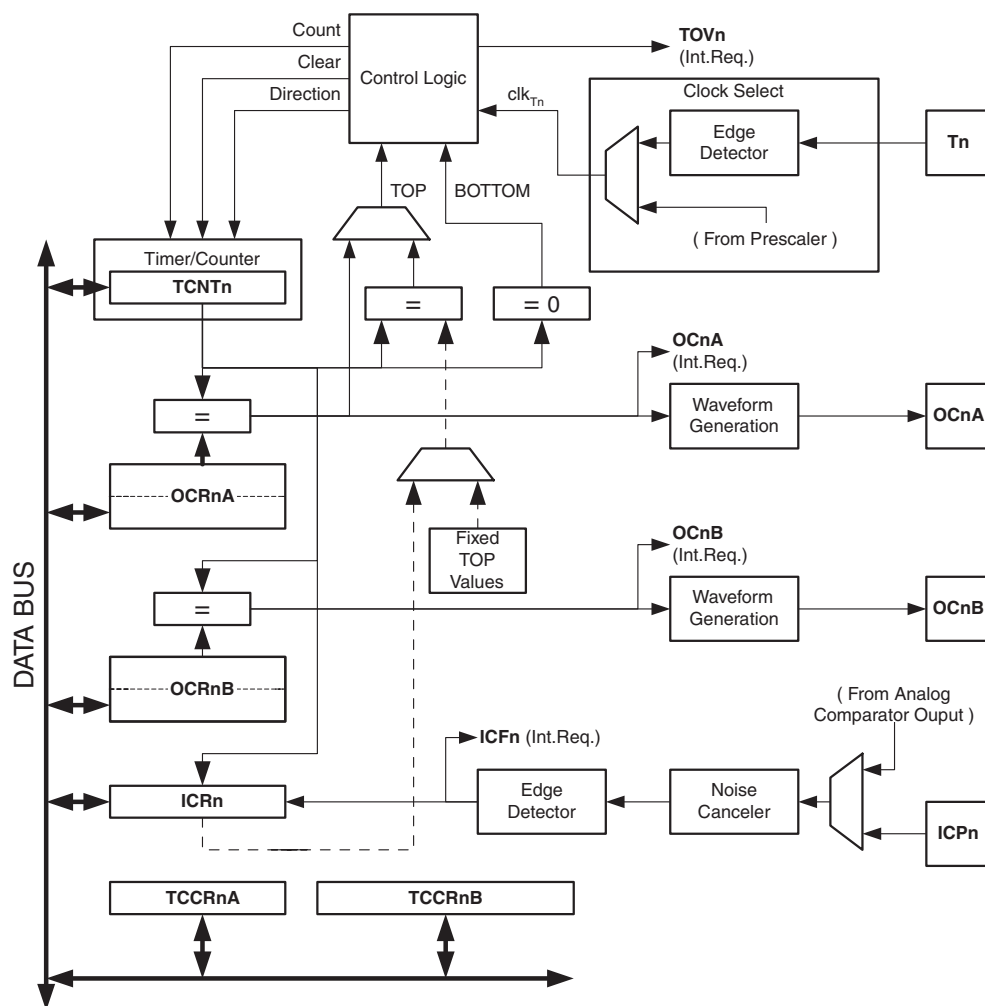 Count
Clear
Direction
Control Logic
TOVn
(Int.Req.)
clkTn
Clock Select
Edge
Detector
Tn
( From Prescaler )
TOP
BOTTOM
Timer/Counter
TCNTn
=
= 0
OCnA
(Int.Req.)
=
Waveform
Generation
OCnA
OCRnA
Fixed
TOP
Values
OCnB
(Int.Req.)
=
Waveform
Generation
OCnB
OCRnB
DATA BUS
( From Analog
Comparator Ouput )
ICFn (Int.Req.)
ICRn
Edge
Detector
Noise
Canceler
ICPn
TCCRnA
TCCRnB